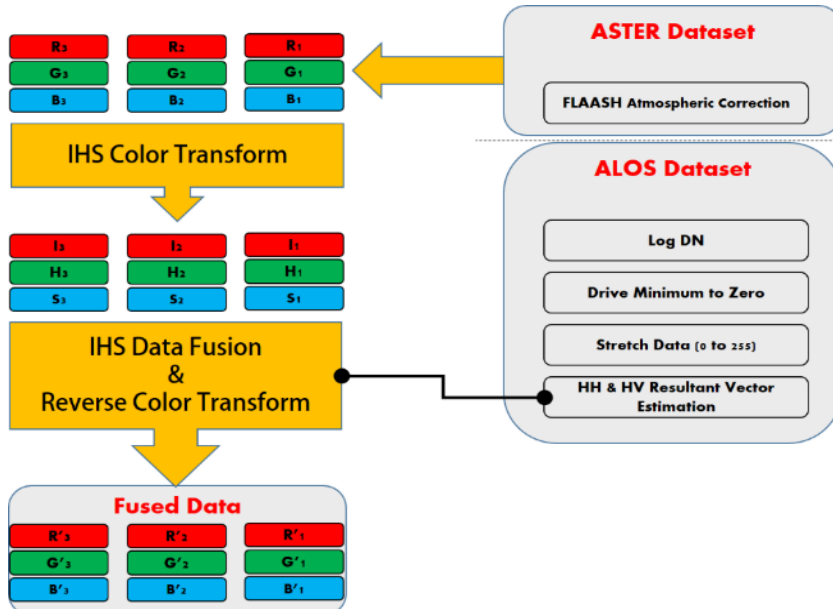 R₃ R₂ R₁
G₃ G₂ G₁
B₃ B₂ B₁
IHS Color Transform
I₃ I₂ I₁
H₃ H₂ H₁
S₃ S₂ S₁
IHS Data Fusion
&
Reverse Color Transform
Fused Data
R'₃ R'₂ R'₁
G'₃ G'₂ G'₁
B'₃ B'₂ B'₁
ASTER Dataset
FLAASH Atmospheric Correction
ALOS Dataset
Log DN
Drive Minimum to Zero
Stretch Data (0 to 255)
HH & HV Resultant Vector
Estimation